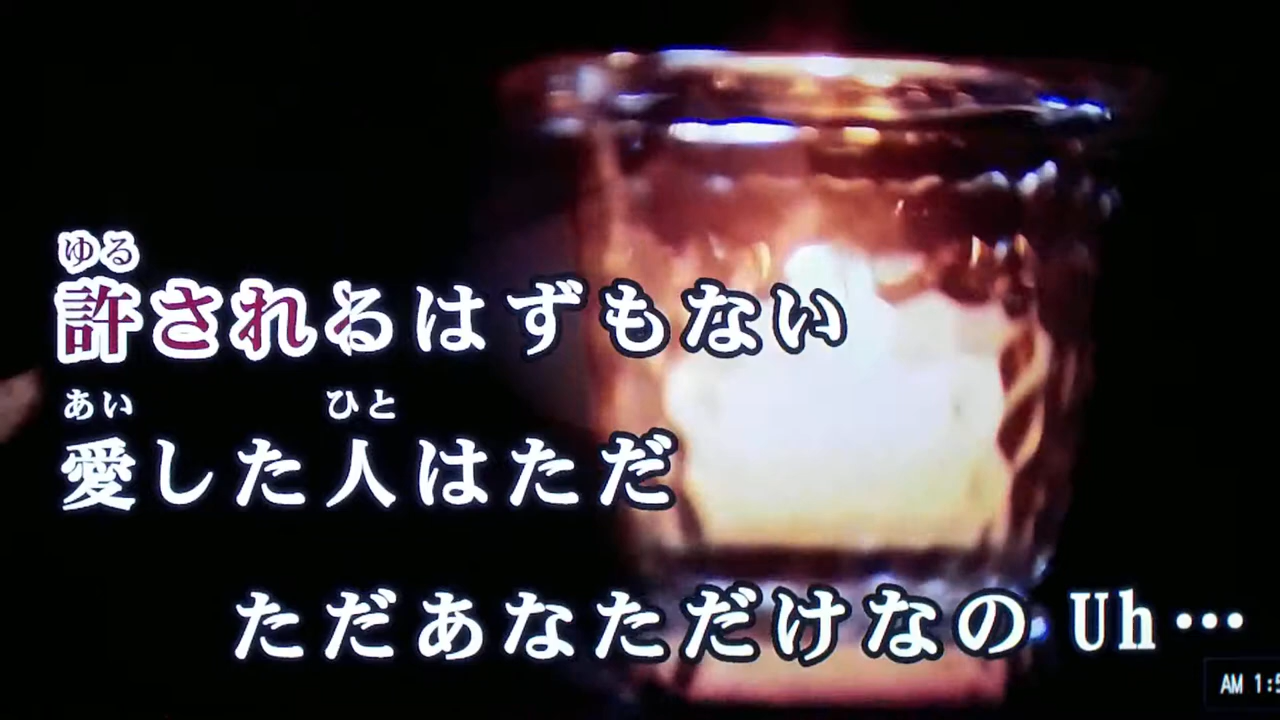 ゆる
許されるはずもない
あい ひと
愛した人はただ
ただあなただけなの Uh…
AM 1:5